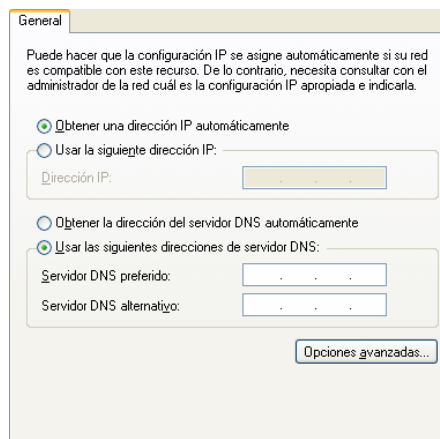 General
Puede hacer que la configuración IP se asigne automáticamente si su red
es compatible con este recurso. De lo contrario, necesita consultar con el
administrador de la red cuál es la configuración IP apropiada e indicarla.
Obtener una dirección IP automáticamente
Usar la siguiente dirección IP:
Dirección IP:
Obtener la dirección del servidor DNS automáticamente
Usar las siguientes direcciones de servidor DNS:
Servidor DNS preferido:
Servidor DNS alternativo:
Opciones avanzadas...